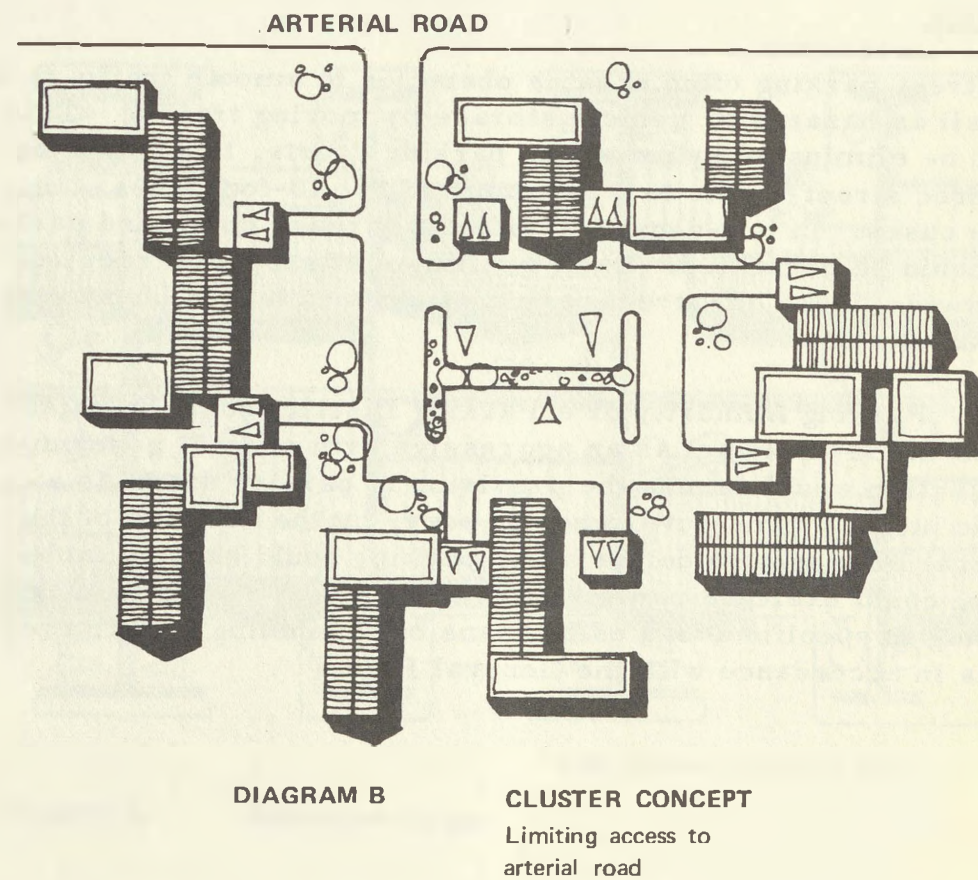 ARTERIAL ROAD
DIAGRAM B
CLUSTER CONCEPT
Limiting access to
arterial road